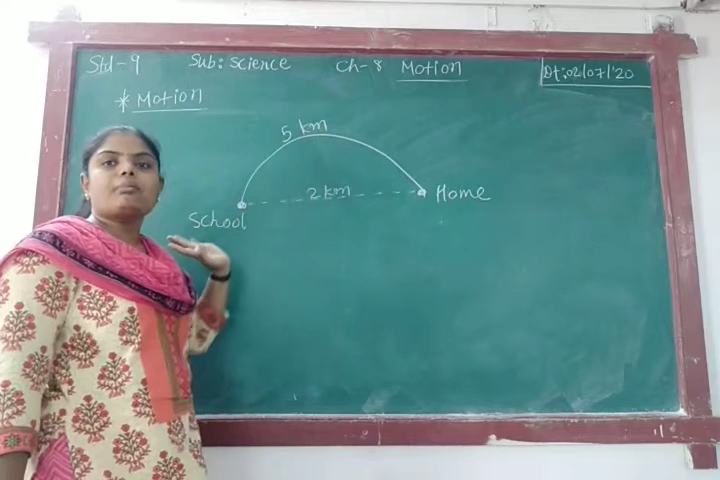 Std-9 Sub: Science Ch-8 Motion Dt:02/07/'20
* Motion
5 km
2 km
Home
School